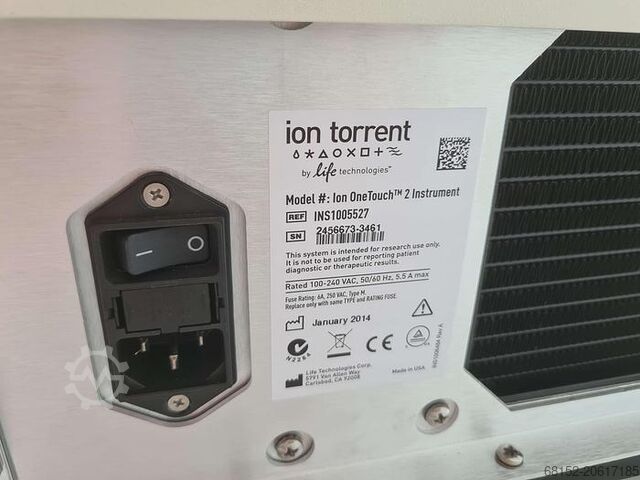 ion torrent
by life technologies™
Model #: Ion OneTouch™ 2 Instrument
REF INS1005527
SN 2456673-3461
This system is intended for research use only.
It is not to be used for reporting patient
diagnostic or therapeutic results.
Rated 100-240 VAC, 50/60 Hz, 5.5 A max
Fuse Rating: 6A, 250 VAC, Type M.
Replace only with same TYPE and RATING FUSE
January 2014
N2264
CE
Life Technologies Corp.
5791 Van Allen Way
Carlsbad, CA 92008
Made in USA
INS1006484 Rev A
68152-20617185